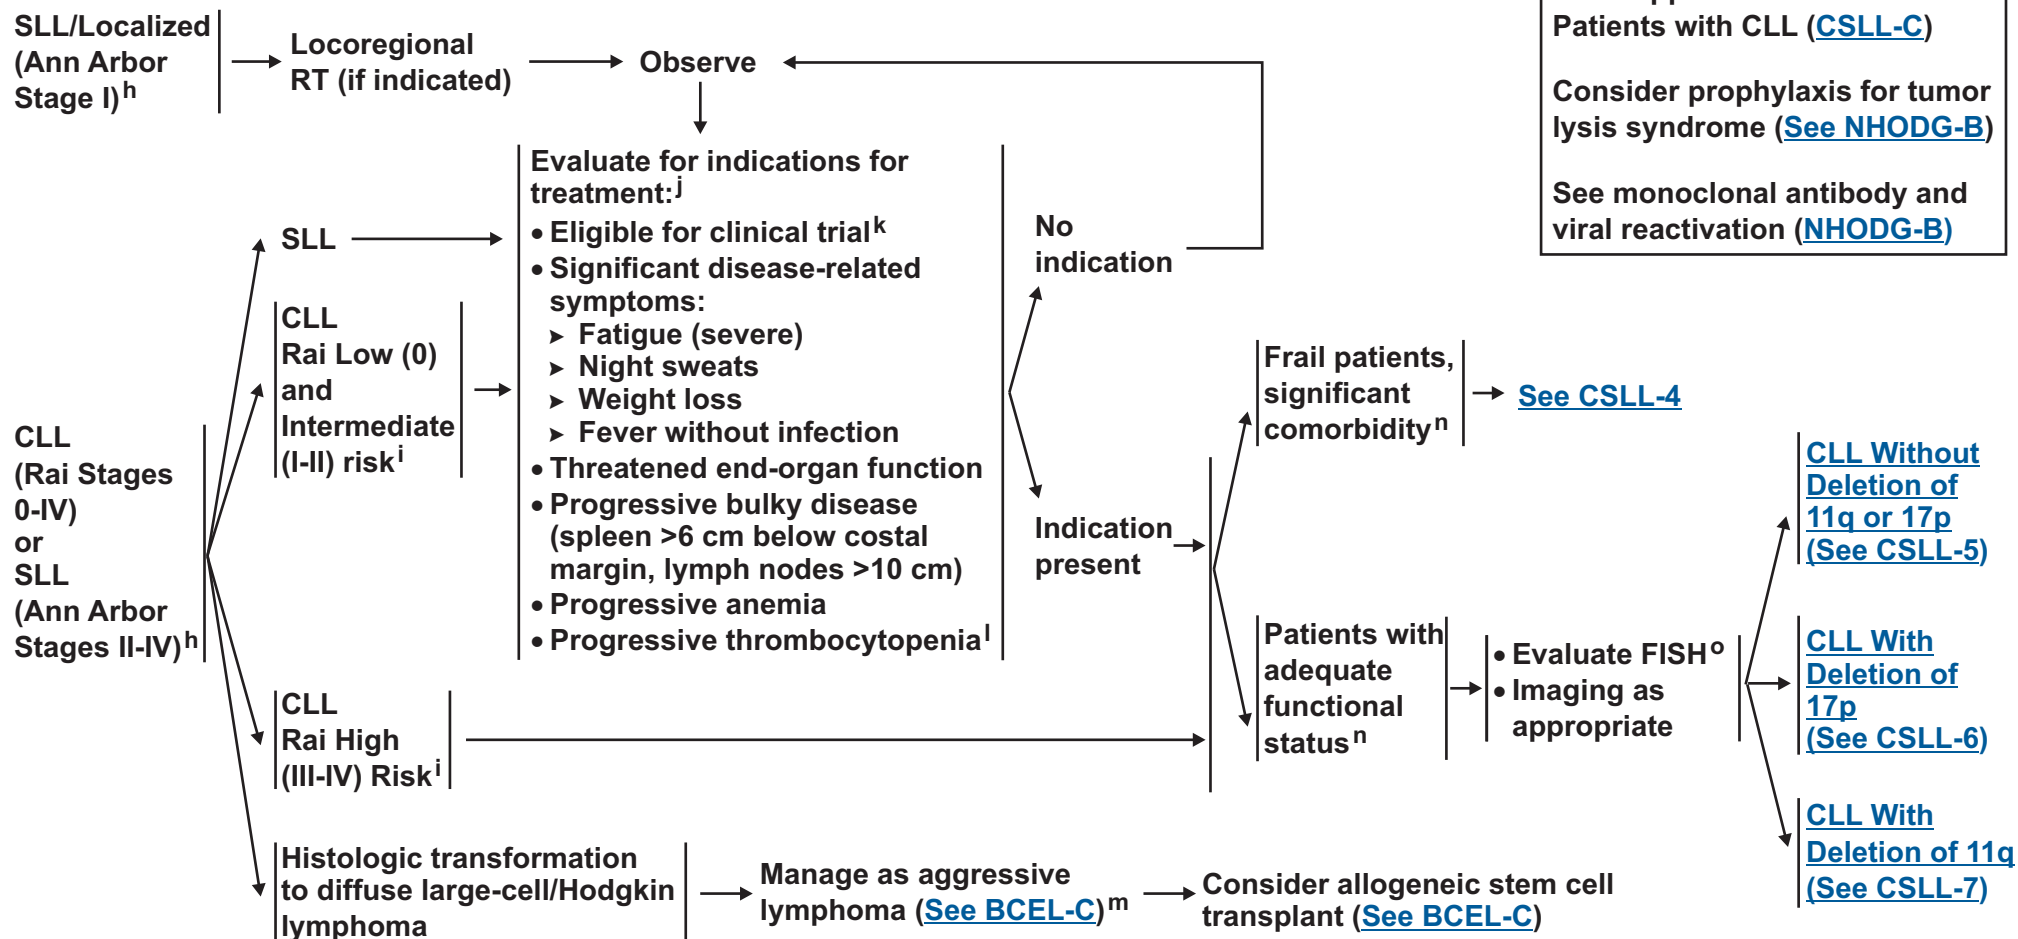 SLL/Localized
(Ann Arbor
Stage I)h
Locoregional
RT (if indicated)
Observe
Patients with CLL (CSLL-C)
Consider prophylaxis for tumor
lysis syndrome (See NHODG-B)
See monoclonal antibody and
viral reactivation (NHODG-B)
CLL
(Rai Stages
0-IV)
or
SLL
(Ann Arbor
Stages II-IV)h
SLL
CLL
Rai Low (0)
and
Intermediate
(I-II) riski
CLL
Rai High
(III-IV) Riski
Histologic transformation
to diffuse large-cell/Hodgkin
lymphoma
Evaluate for indications for
treatment:j
• Eligible for clinical trialk
• Significant disease-related
symptoms:
➤ Fatigue (severe)
➤ Night sweats
➤ Weight loss
➤ Fever without infection
• Threatened end-organ function
• Progressive bulky disease
(spleen >6 cm below costal
margin, lymph nodes >10 cm)
• Progressive anemia
• Progressive thrombocytopenial
No
indication
Indication
present
Frail patients,
significant
comorbidityn
See CSLL-4
Patients with
adequate
functional
statusn
• Evaluate FISHo
• Imaging as
appropriate
CLL Without
Deletion of
11q or 17p
(See CSLL-5)
CLL With
Deletion of
17p
(See CSLL-6)
CLL With
Deletion of 11q
(See CSLL-7)
Manage as aggressive
lymphoma (See BCEL-C)m
Consider allogeneic stem cell
transplant (See BCEL-C)